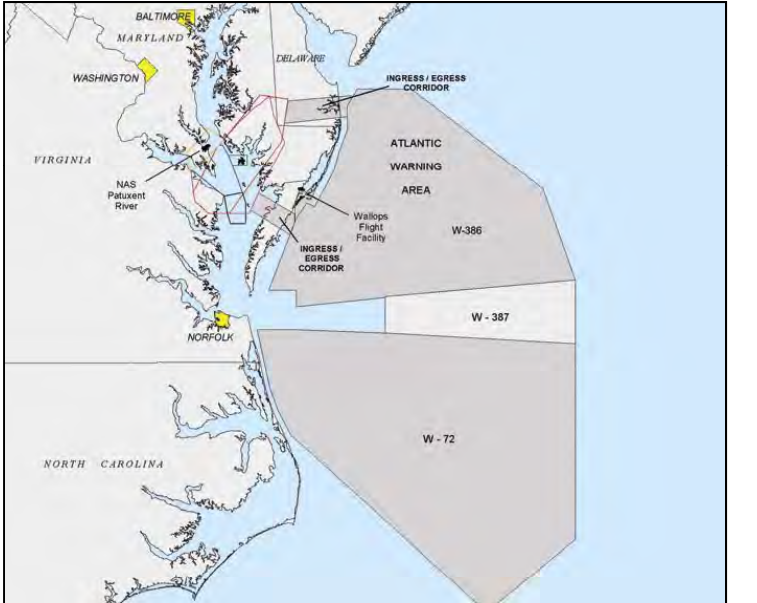 BALTIMORE
MARYLAND
DELAWARE
WASHINGTON
INGRESS / EGRESS
CORRIDOR
ATLANTIC
WARNING
AREA
VIRGINIA
NAS
Patuxent
River
Wallops
Flight
Facility
W-386
INGRESS /
EGRESS
CORRIDOR
W - 387
NORFOLK
W - 72
NORTH CAROLINA